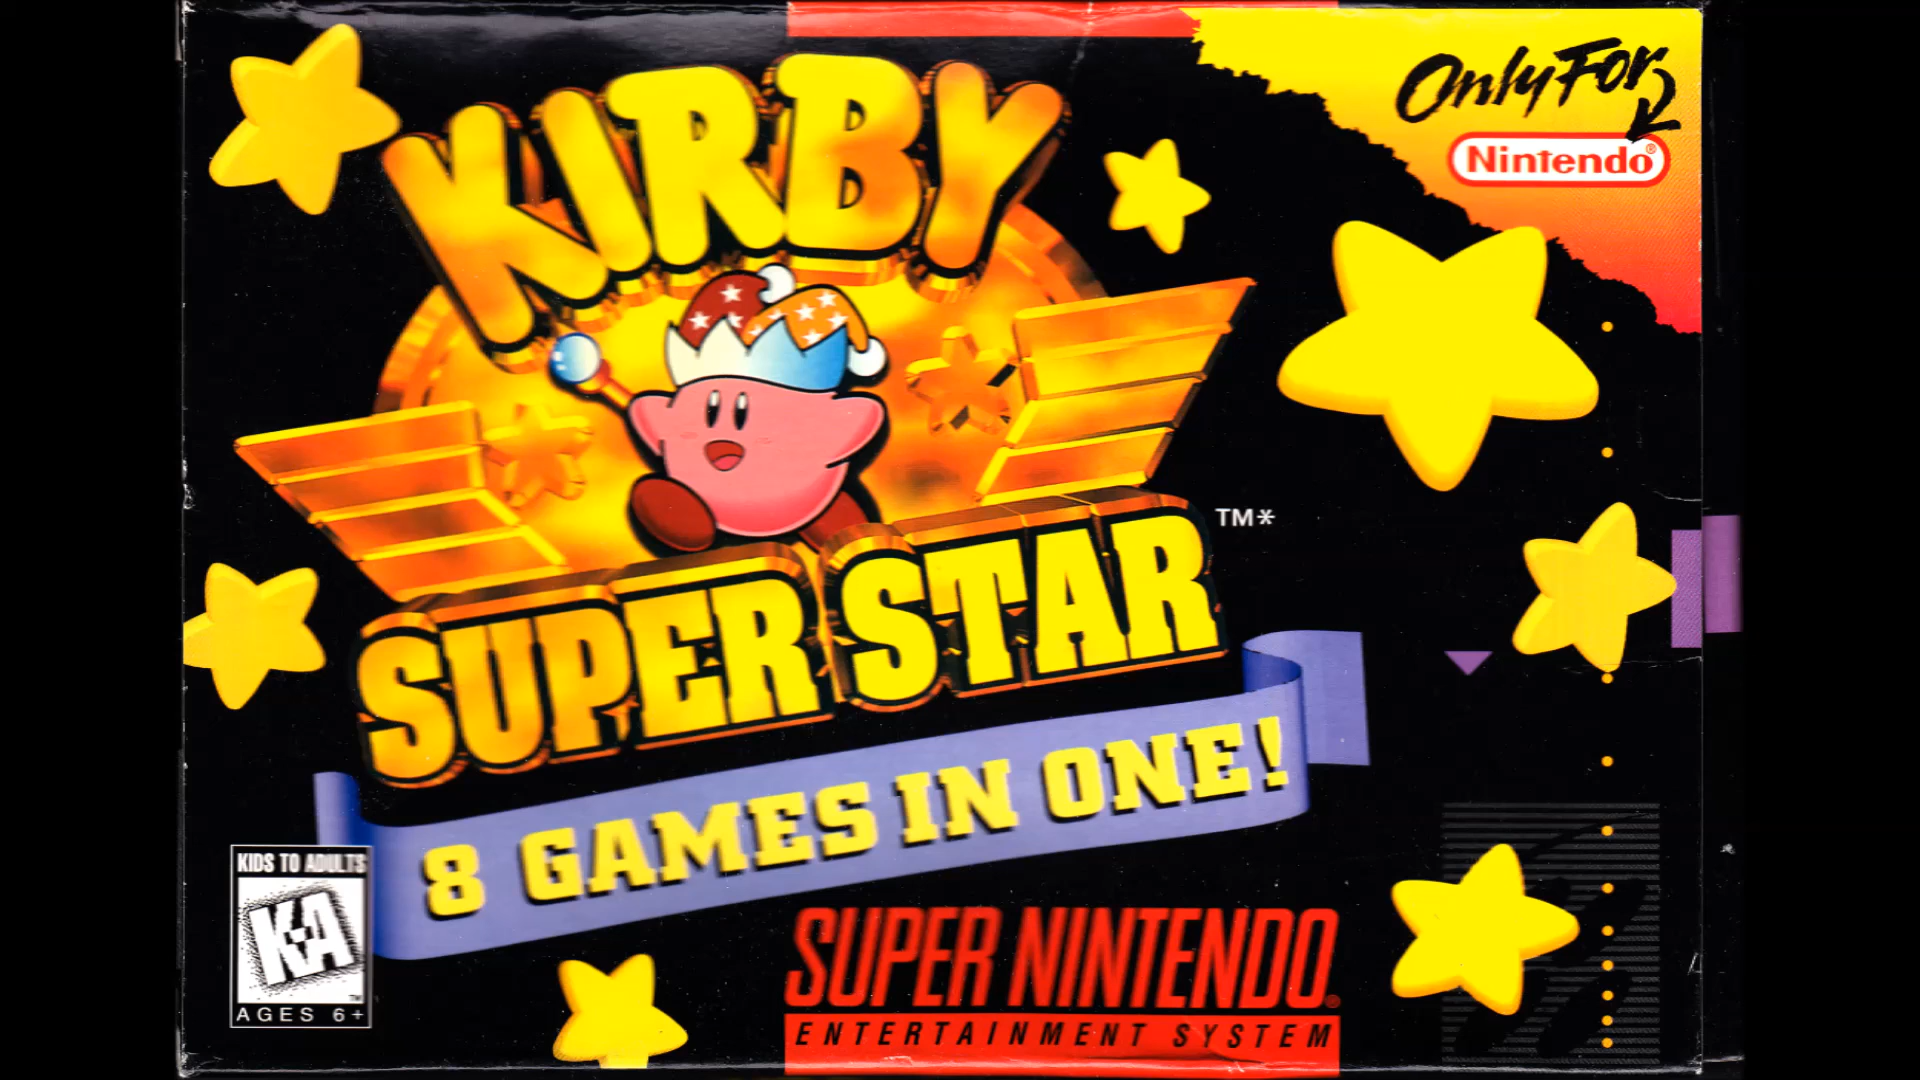 Only For
Nintendo®
KIRBY
SUPER STAR
TM*
8 GAMES IN ONE!
KIDS TO ADULTS
K-A
TM
AGES 6+
SUPER NINTENDO®
ENTERTAINMENT SYSTEM